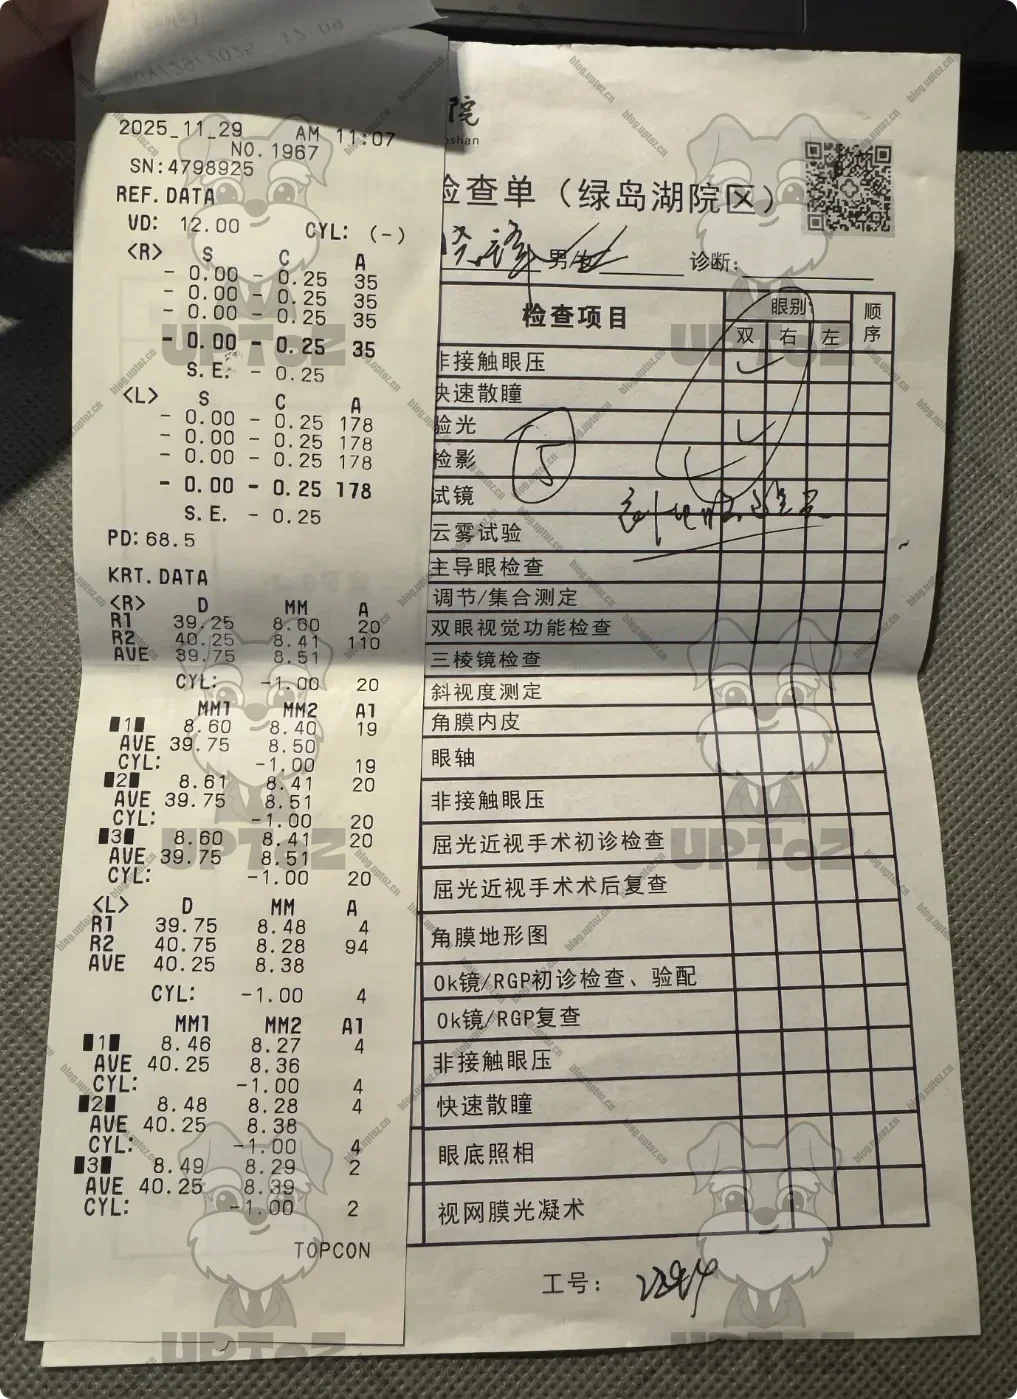 2025_11_29 AM 11:07
NO.1967
SN:4798925
REF.DATA
VD: 12.00 CYL: (-)
<R> S C A
- 0.00 - 0.25 35
- 0.00 - 0.25 35
- 0.00 - 0.25 35
- 0.00 - 0.25 35
S.E. - 0.25
<L> S C A
- 0.00 - 0.25 178
- 0.00 - 0.25 178
- 0.00 - 0.25 178
- 0.00 - 0.25 178
S.E. - 0.25
PD:68.5
KRT.DATA
<R> D MM A
R1 39.25 8.60 20
R2 40.25 8.41 110
AVE 39.75 8.51
CYL: -1.00 20
MM1 MM2 A1
1 8.60 8.40 19
AVE 39.75 8.50
CYL: -1.00 19
2 8.61 8.41 20
AVE 39.75 8.51
CYL: -1.00 20
3 8.60 8.41 20
AVE 39.75 8.51
CYL: -1.00 20
<L> D MM A
R1 39.75 8.48 4
R2 40.75 8.28 94
AVE 40.25 8.38
CYL: -1.00 4
MM1 MM2 A1
1 8.46 8.27 4
AVE 40.25 8.36
CYL: -1.00 4
2 8.48 8.28 4
AVE 40.25 8.38
CYL: -1.00 4
3 8.49 8.29 2
AVE 40.25 8.39
CYL: -1.00 2
TOPCON
院
shan
检查单（绿岛湖院区）
男/女 诊断:
检查项目 眼别 顺序
双 右 左
非接触眼压
快速散瞳
验光
检影
试镜
云雾试验
主导眼检查
调节/集合测定
双眼视觉功能检查
三棱镜检查
斜视度测定
角膜内皮
眼轴
非接触眼压
屈光近视手术初诊检查
屈光近视手术术后复查
角膜地形图
Ok镜/RGP初诊检查、验配
Ok镜/RGP复查
非接触眼压
快速散瞳
眼底照相
视网膜光凝术
工号:
UPToZ
blog.uptoz.cn